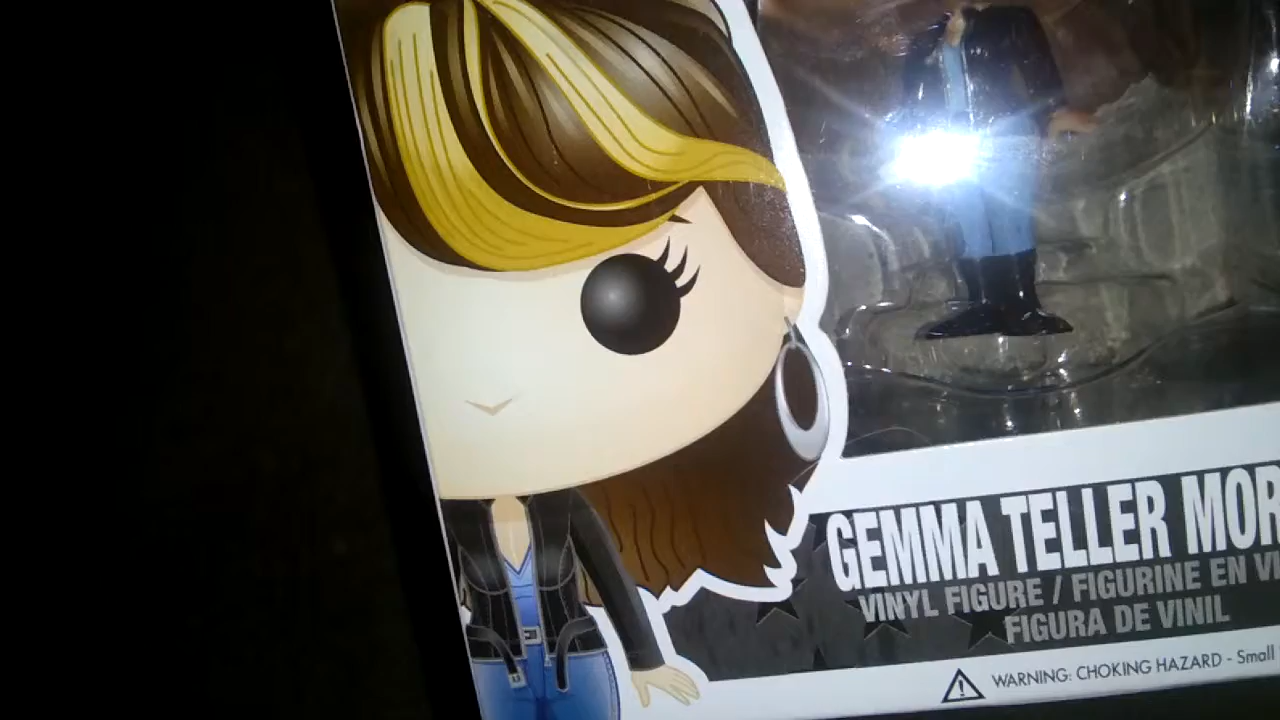 GEMMA TELLER MOR
VINYL FIGURE / FIGURINE EN VI
FIGURA DE VINIL
WARNING: CHOKING HAZARD - Small